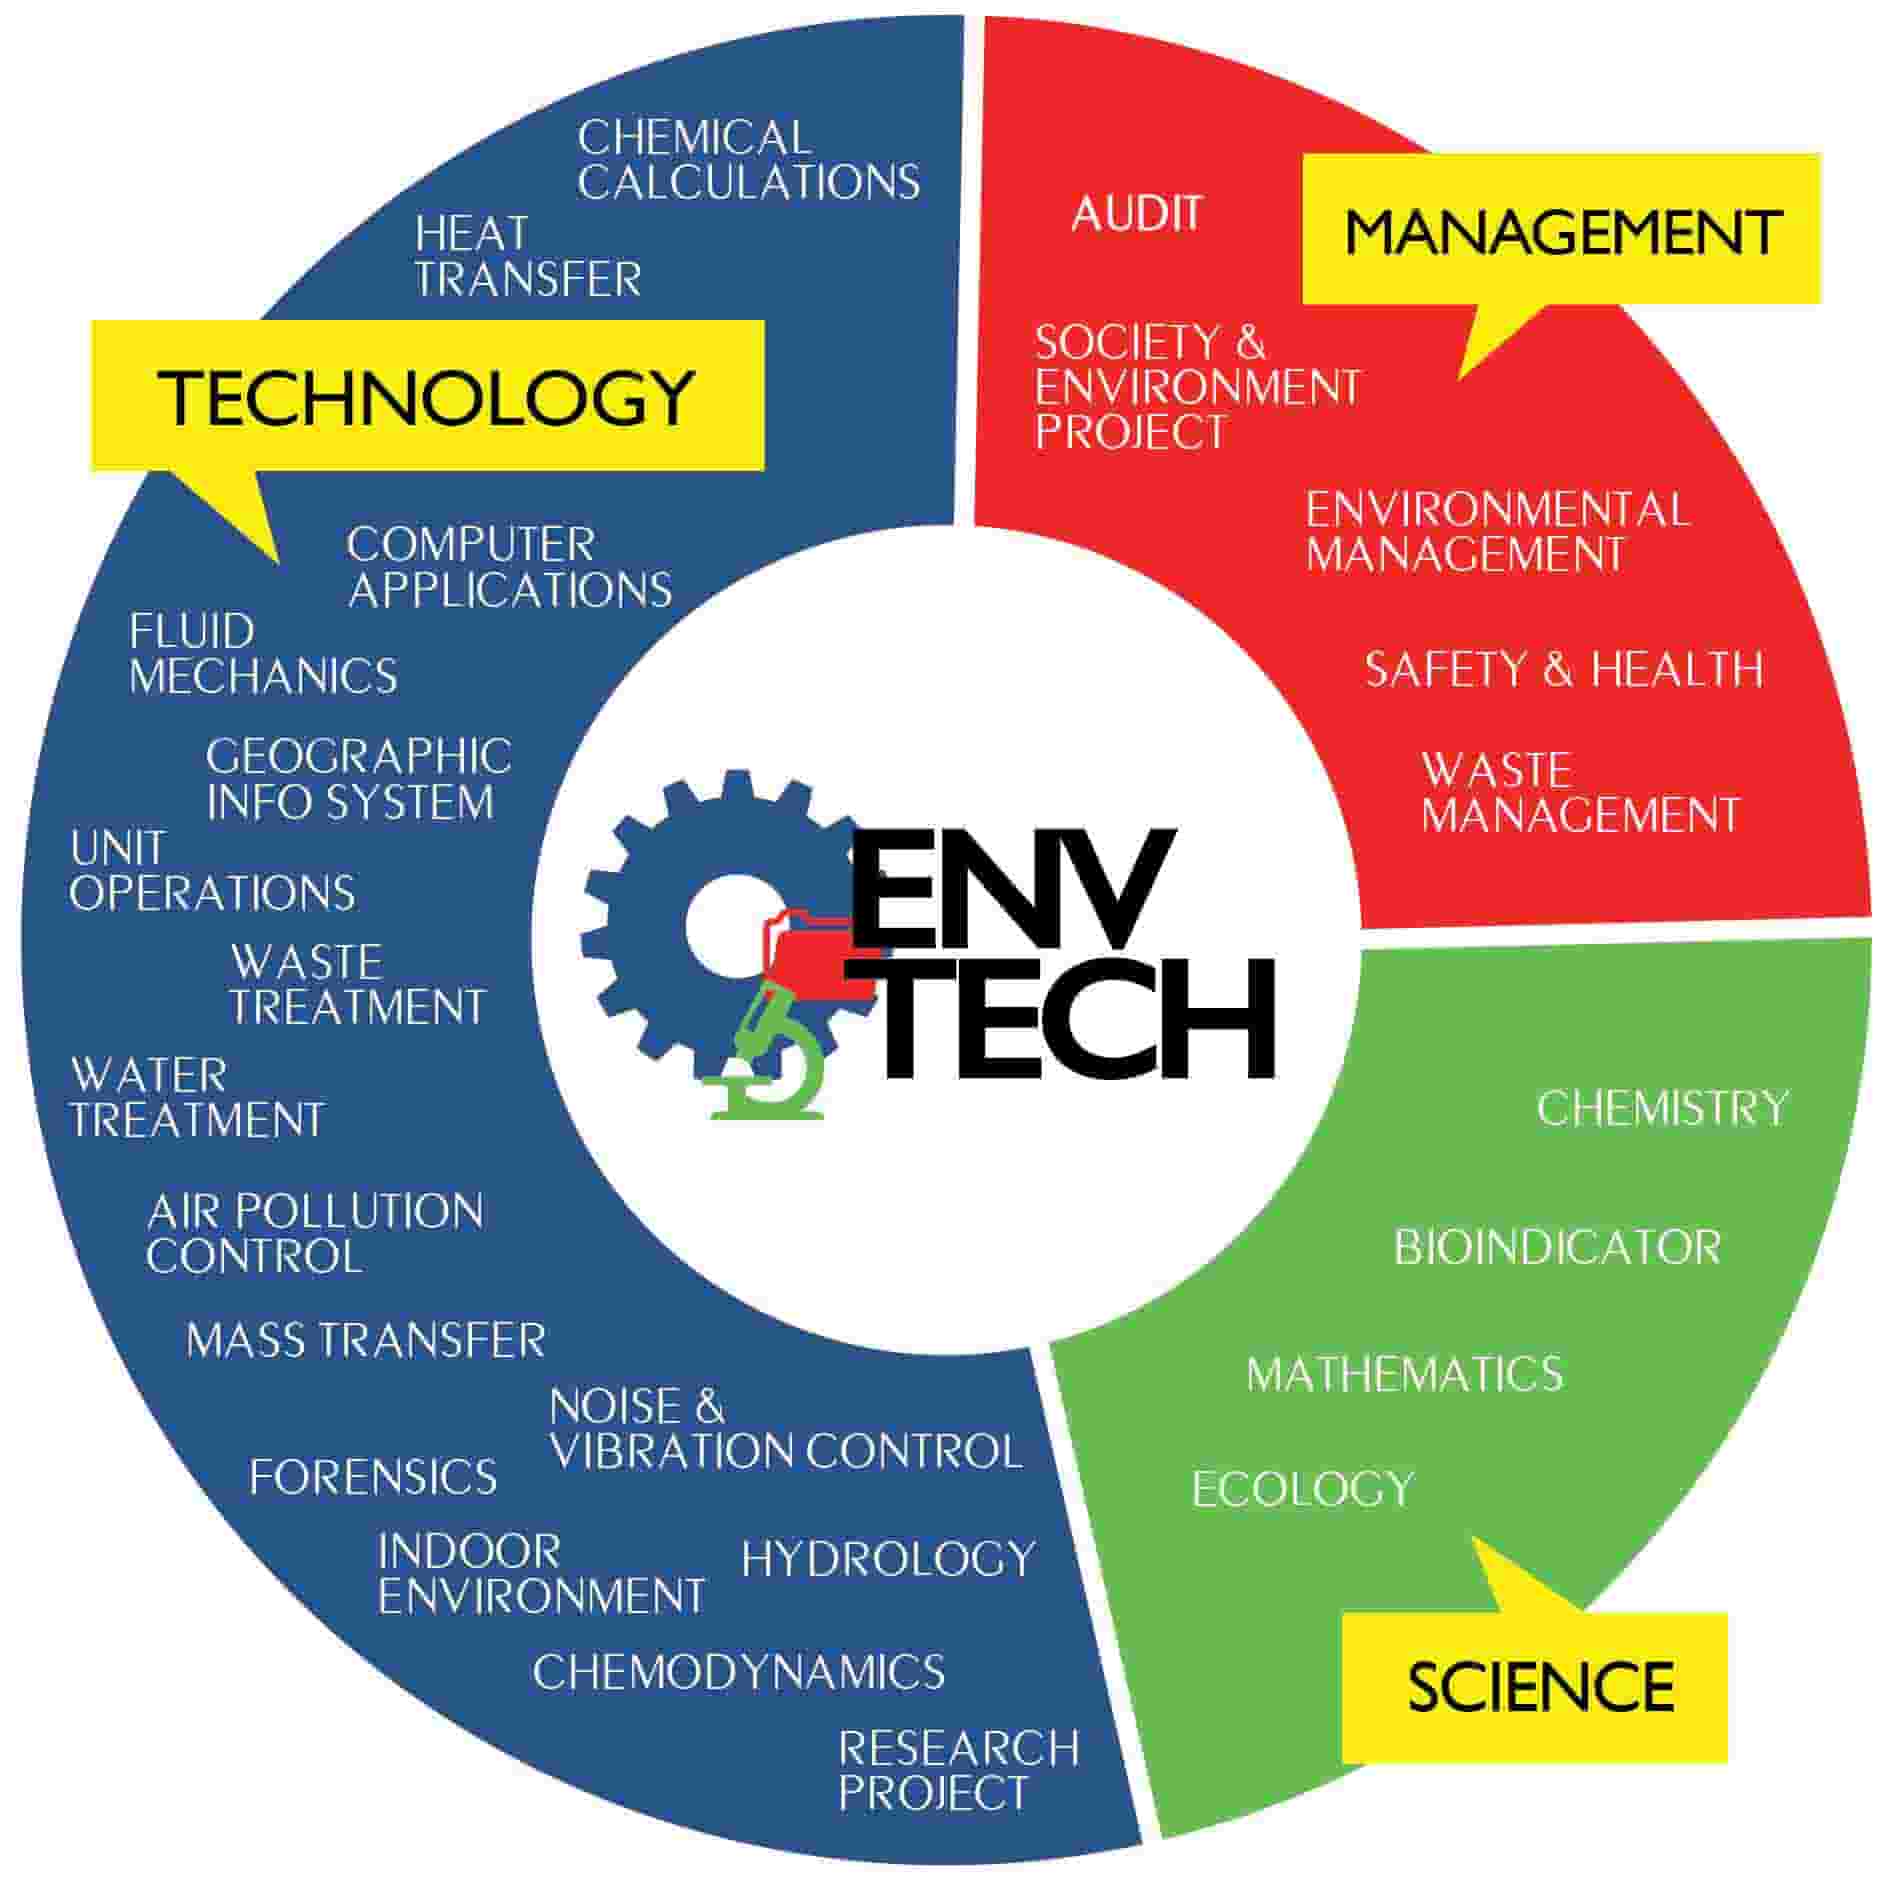 CHEMICAL
CALCULATIONS
HEAT
TRANSFER
TECHNOLOGY
COMPUTER
APPLICATIONS
FLUID
MECHANICS
GEOGRAPHIC
INFO SYSTEM
UNIT
OPERATIONS
WASTE
TREATMENT
WATER
TREATMENT
AIR POLLUTION
CONTROL
MASS TRANSFER
NOISE &
VIBRATION CONTROL
FORENSICS
INDOOR
ENVIRONMENT
HYDROLOGY
CHEMODYNAMICS
RESEARCH
PROJECT
MANAGEMENT
AUDIT
SOCIETY &
ENVIRONMENT
PROJECT
ENVIRONMENTAL
MANAGEMENT
SAFETY & HEALTH
WASTE
MANAGEMENT
ENV
TECH
CHEMISTRY
BIOINDICATOR
MATHEMATICS
ECOLOGY
SCIENCE